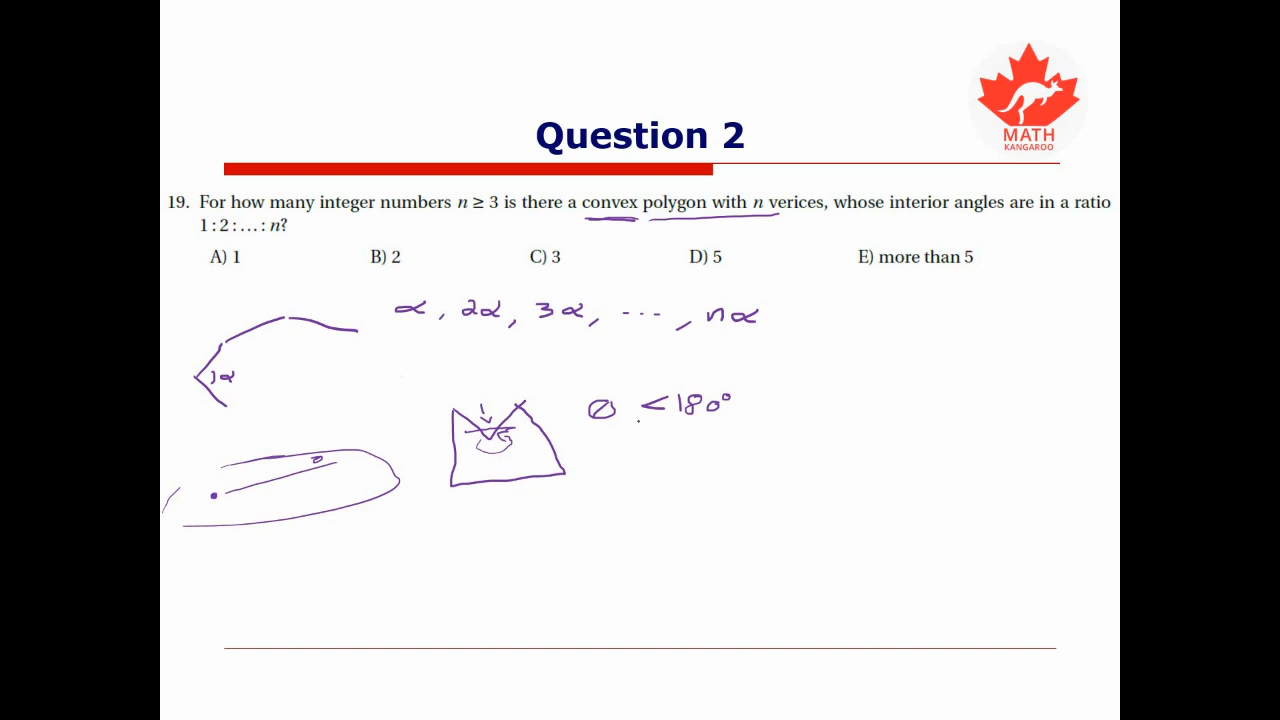 MATH
KANGAROO
Question 2
19. For how many integer numbers n ≥ 3 is there a convex polygon with n verices, whose interior angles are in a ratio
1 : 2 : … : n?
A) 1 B) 2 C) 3 D) 5 E) more than 5
α, 2α, 3α, ..., nα
1α
< 180°